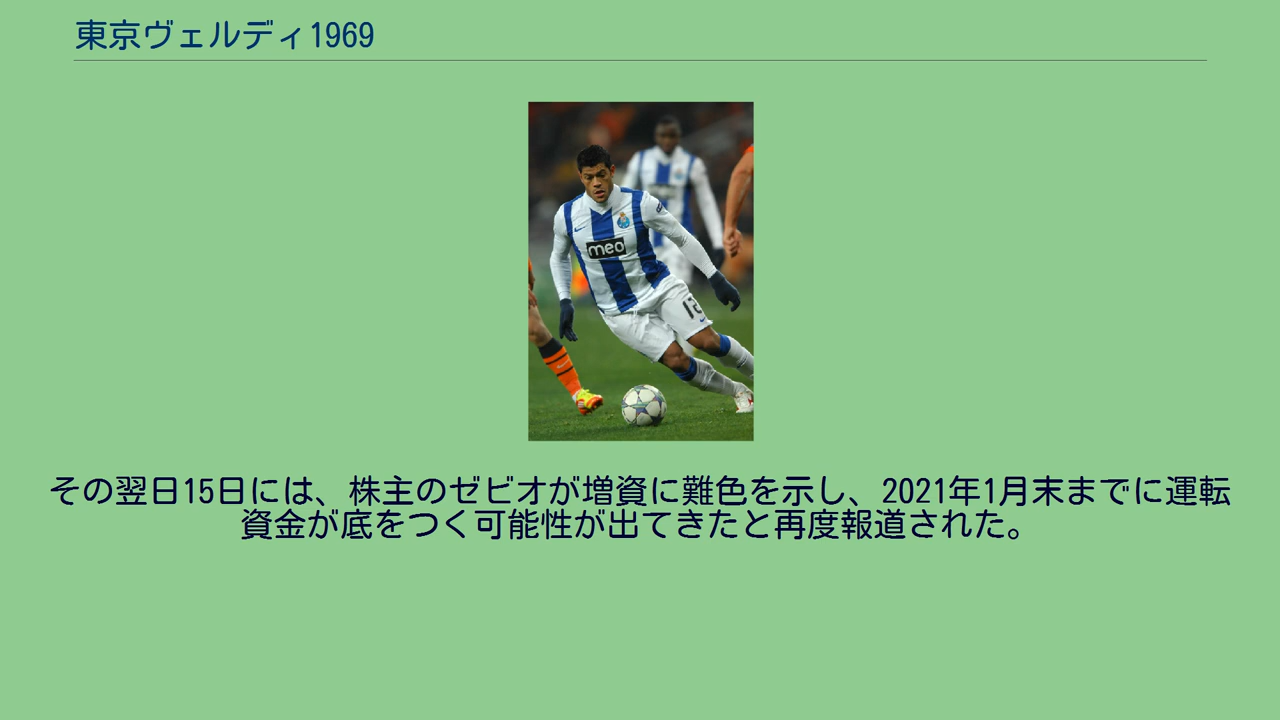 東京ヴェルディ1969
meo
12
その翌日15日には、株主のゼビオが増資に難色を示し、2021年1月末までに運転
資金が底をつく可能性が出てきたと再度報道された。